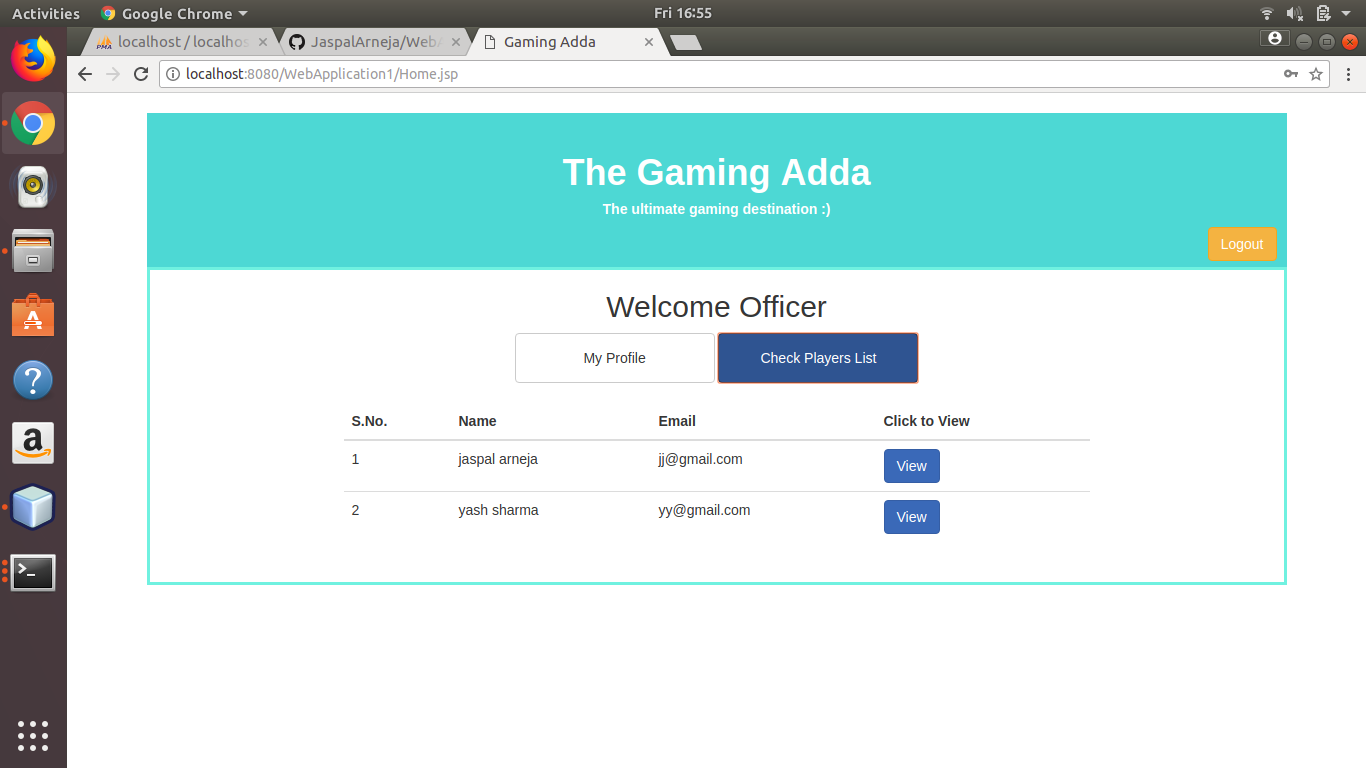 Activities Google Chrome Fri 16:55
localhost / localhos JaspalArneja/WebA Gaming Adda
localhost:8080/WebApplication1/Home.jsp
The Gaming Adda
The ultimate gaming destination :)
Logout
Welcome Officer
My Profile Check Players List
S.No. Name Email Click to View
1 jaspal arneja jj@gmail.com View
2 yash sharma yy@gmail.com View